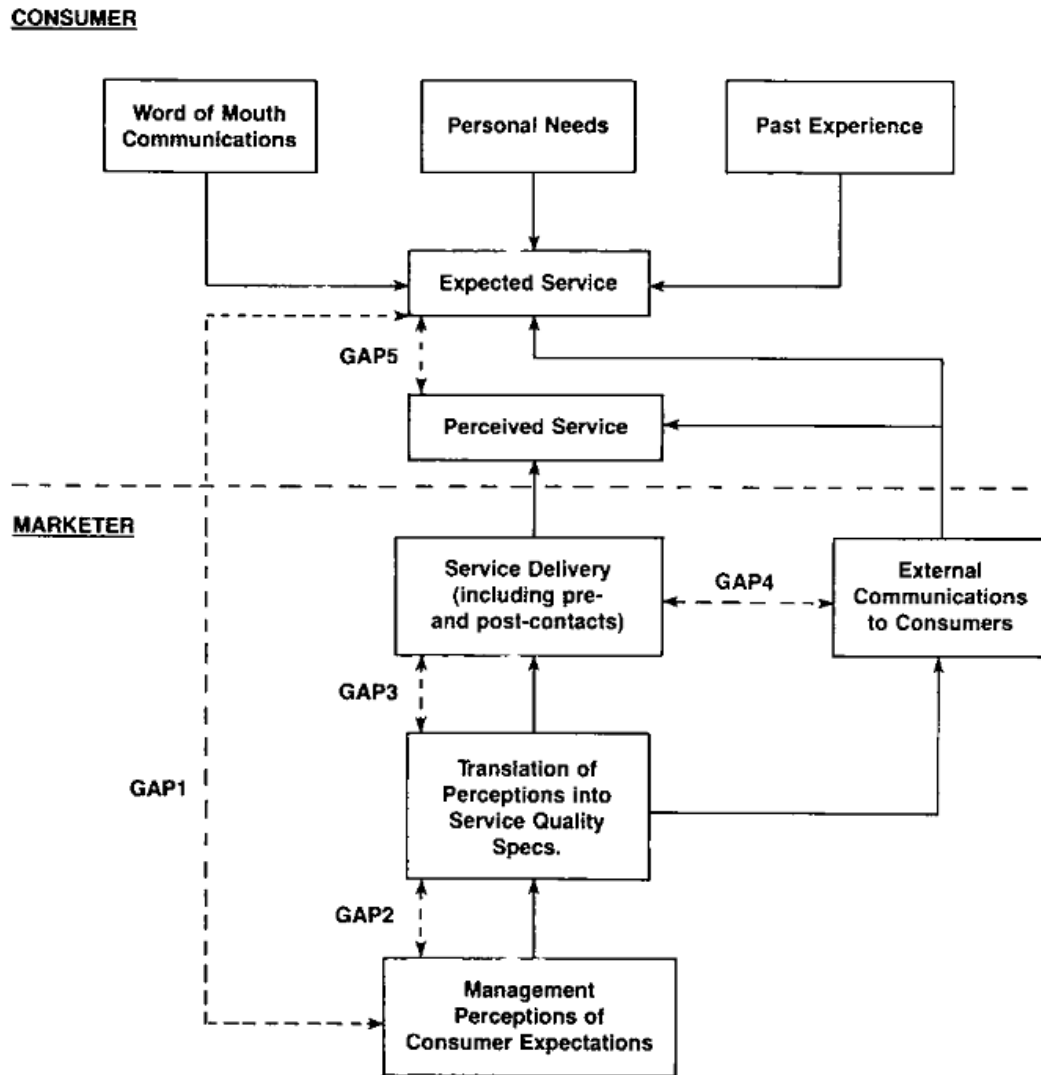 CONSUMER
Word of Mouth
Communications
Personal Needs
Past Experience
Expected Service
GAP5
Perceived Service
MARKETER
Service Delivery
(including pre-
and post-contacts)
GAP4
External
Communications
to Consumers
GAP3
Translation of
Perceptions into
Service Quality
Specs.
GAP1
GAP2
Management
Perceptions of
Consumer Expectations